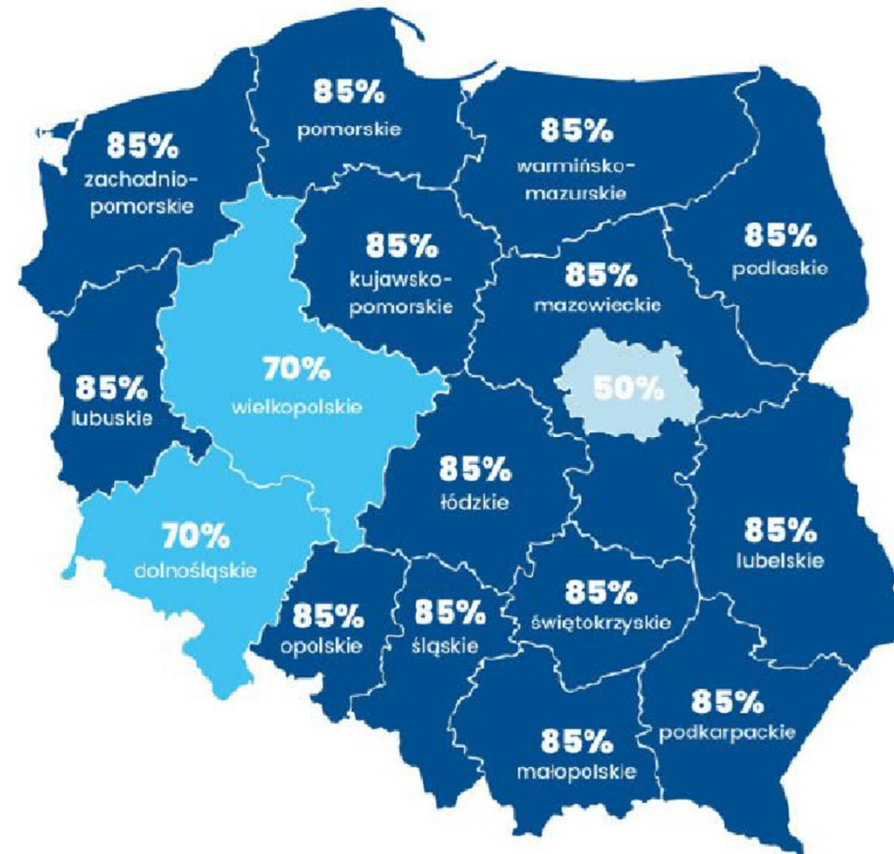 85%
pomorskie
85%
zachodnio-
pomorskie
85%
warmińsko-
mazurskie
85%
podlaskie
85%
kujawsko-
pomorskie
85%
mazowieckie
70%
wielkopolskie
85%
lubuskie
50%
85%
łódzkie
70%
dolnośląskie
85%
lubelskie
85%
opolskie
85%
śląskie
85%
świętokrzyskie
85%
podkarpackie
85%
małopolskie